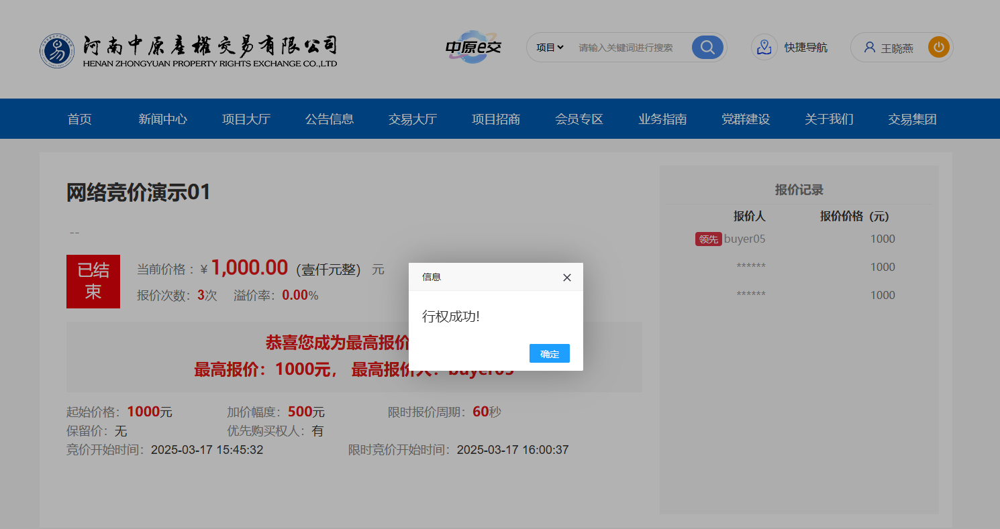 河南中原產權交易有限公司
HENAN ZHONGYUAN PROPERTY RIGHTS EXCHANGE CO.,LTD
中原e交
项目
请输入关键词进行搜索
快捷导航
王晓燕
首页 新闻中心 项目大厅 公告信息 交易大厅 项目招商 会员专区 业务指南 党群建设 关于我们 交易集团
网络竞价演示01
--
已结束
当前价格：¥ 1,000.00（壹仟元整） 元
报价次数：3次 溢价率：0.00%
恭喜您成为最高报价
最高报价：1000元， 最高报价人：buyer05
起始价格：1000元 加价幅度：500元 限时报价周期：60秒
保留价：无 优先购买权人：有
竞价开始时间：2025-03-17 15:45:32 限时竞价开始时间：2025-03-17 16:00:37
信息
行权成功!
确定
报价记录
报价人 报价价格（元）
领先 buyer05 1000
****** 1000
****** 1000